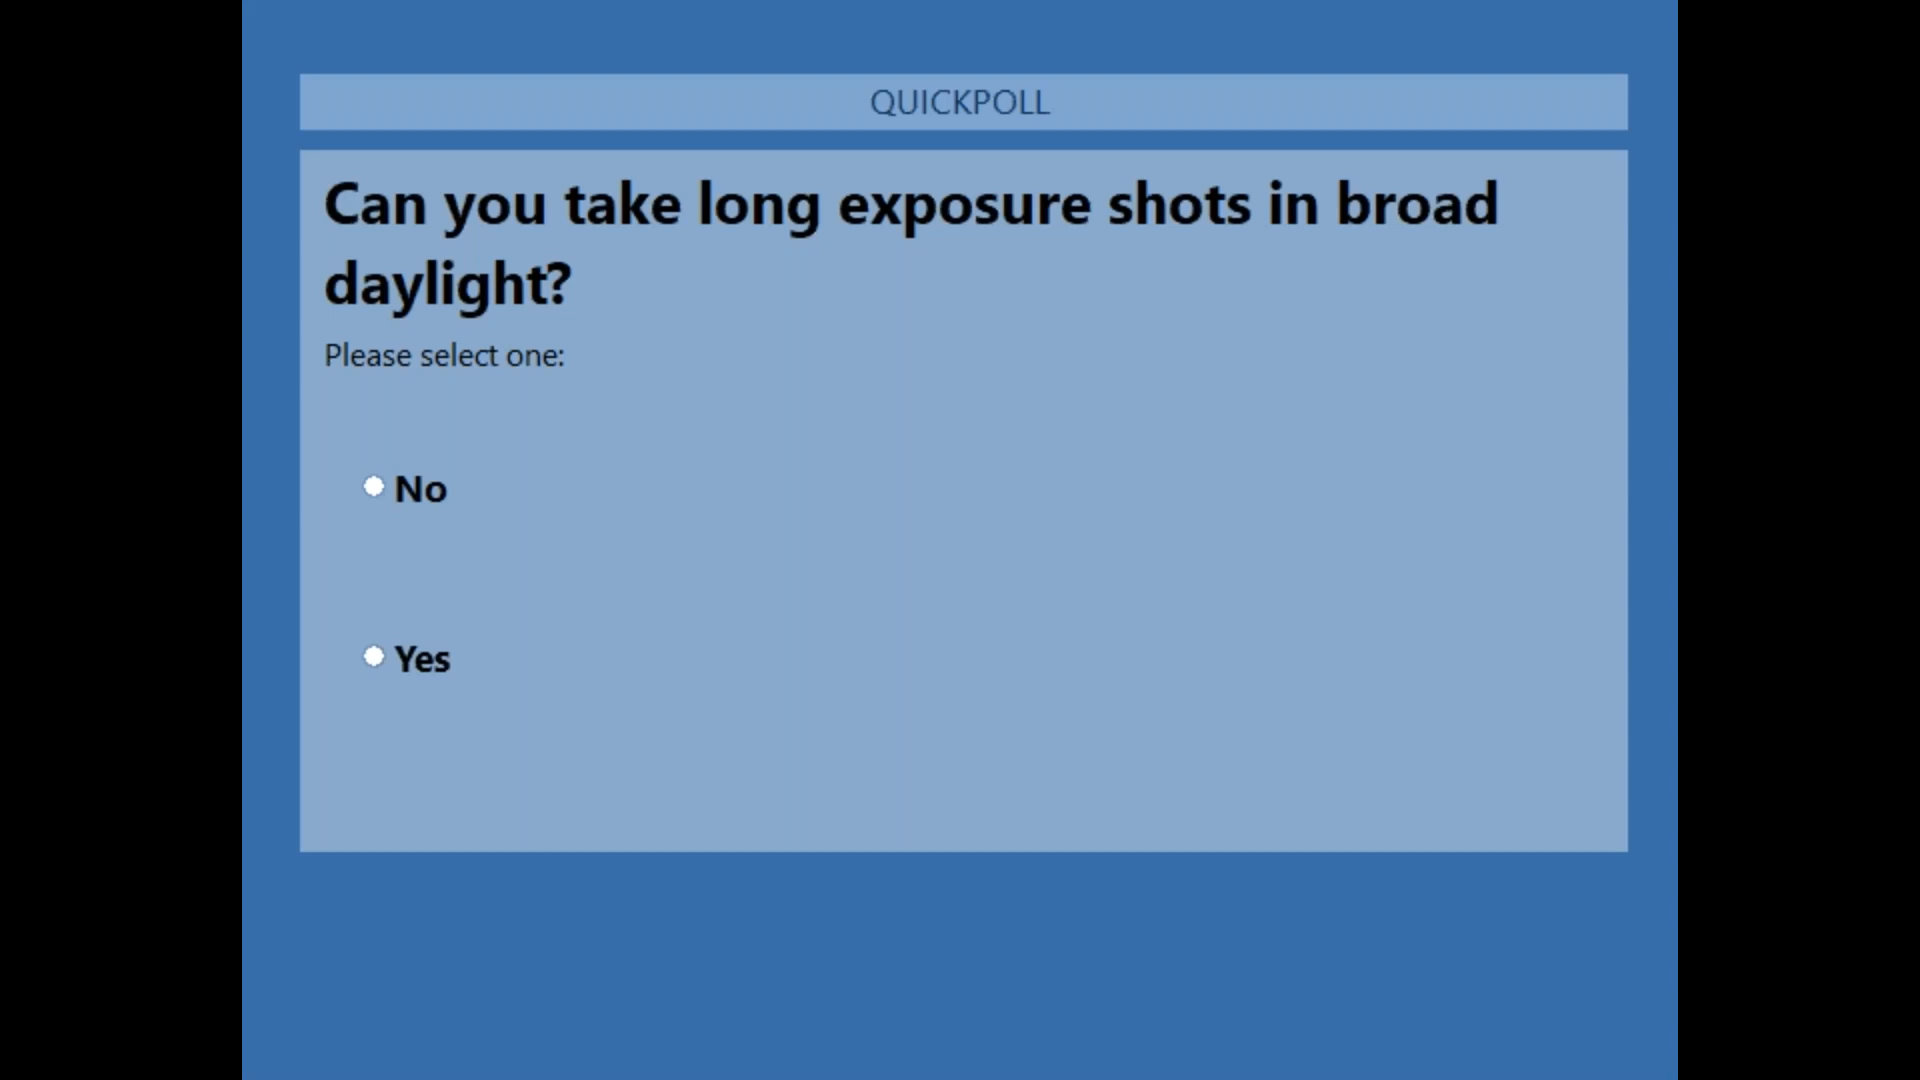 QUICKPOLL
Can you take long exposure shots in broad
daylight?
Please select one:
No
Yes